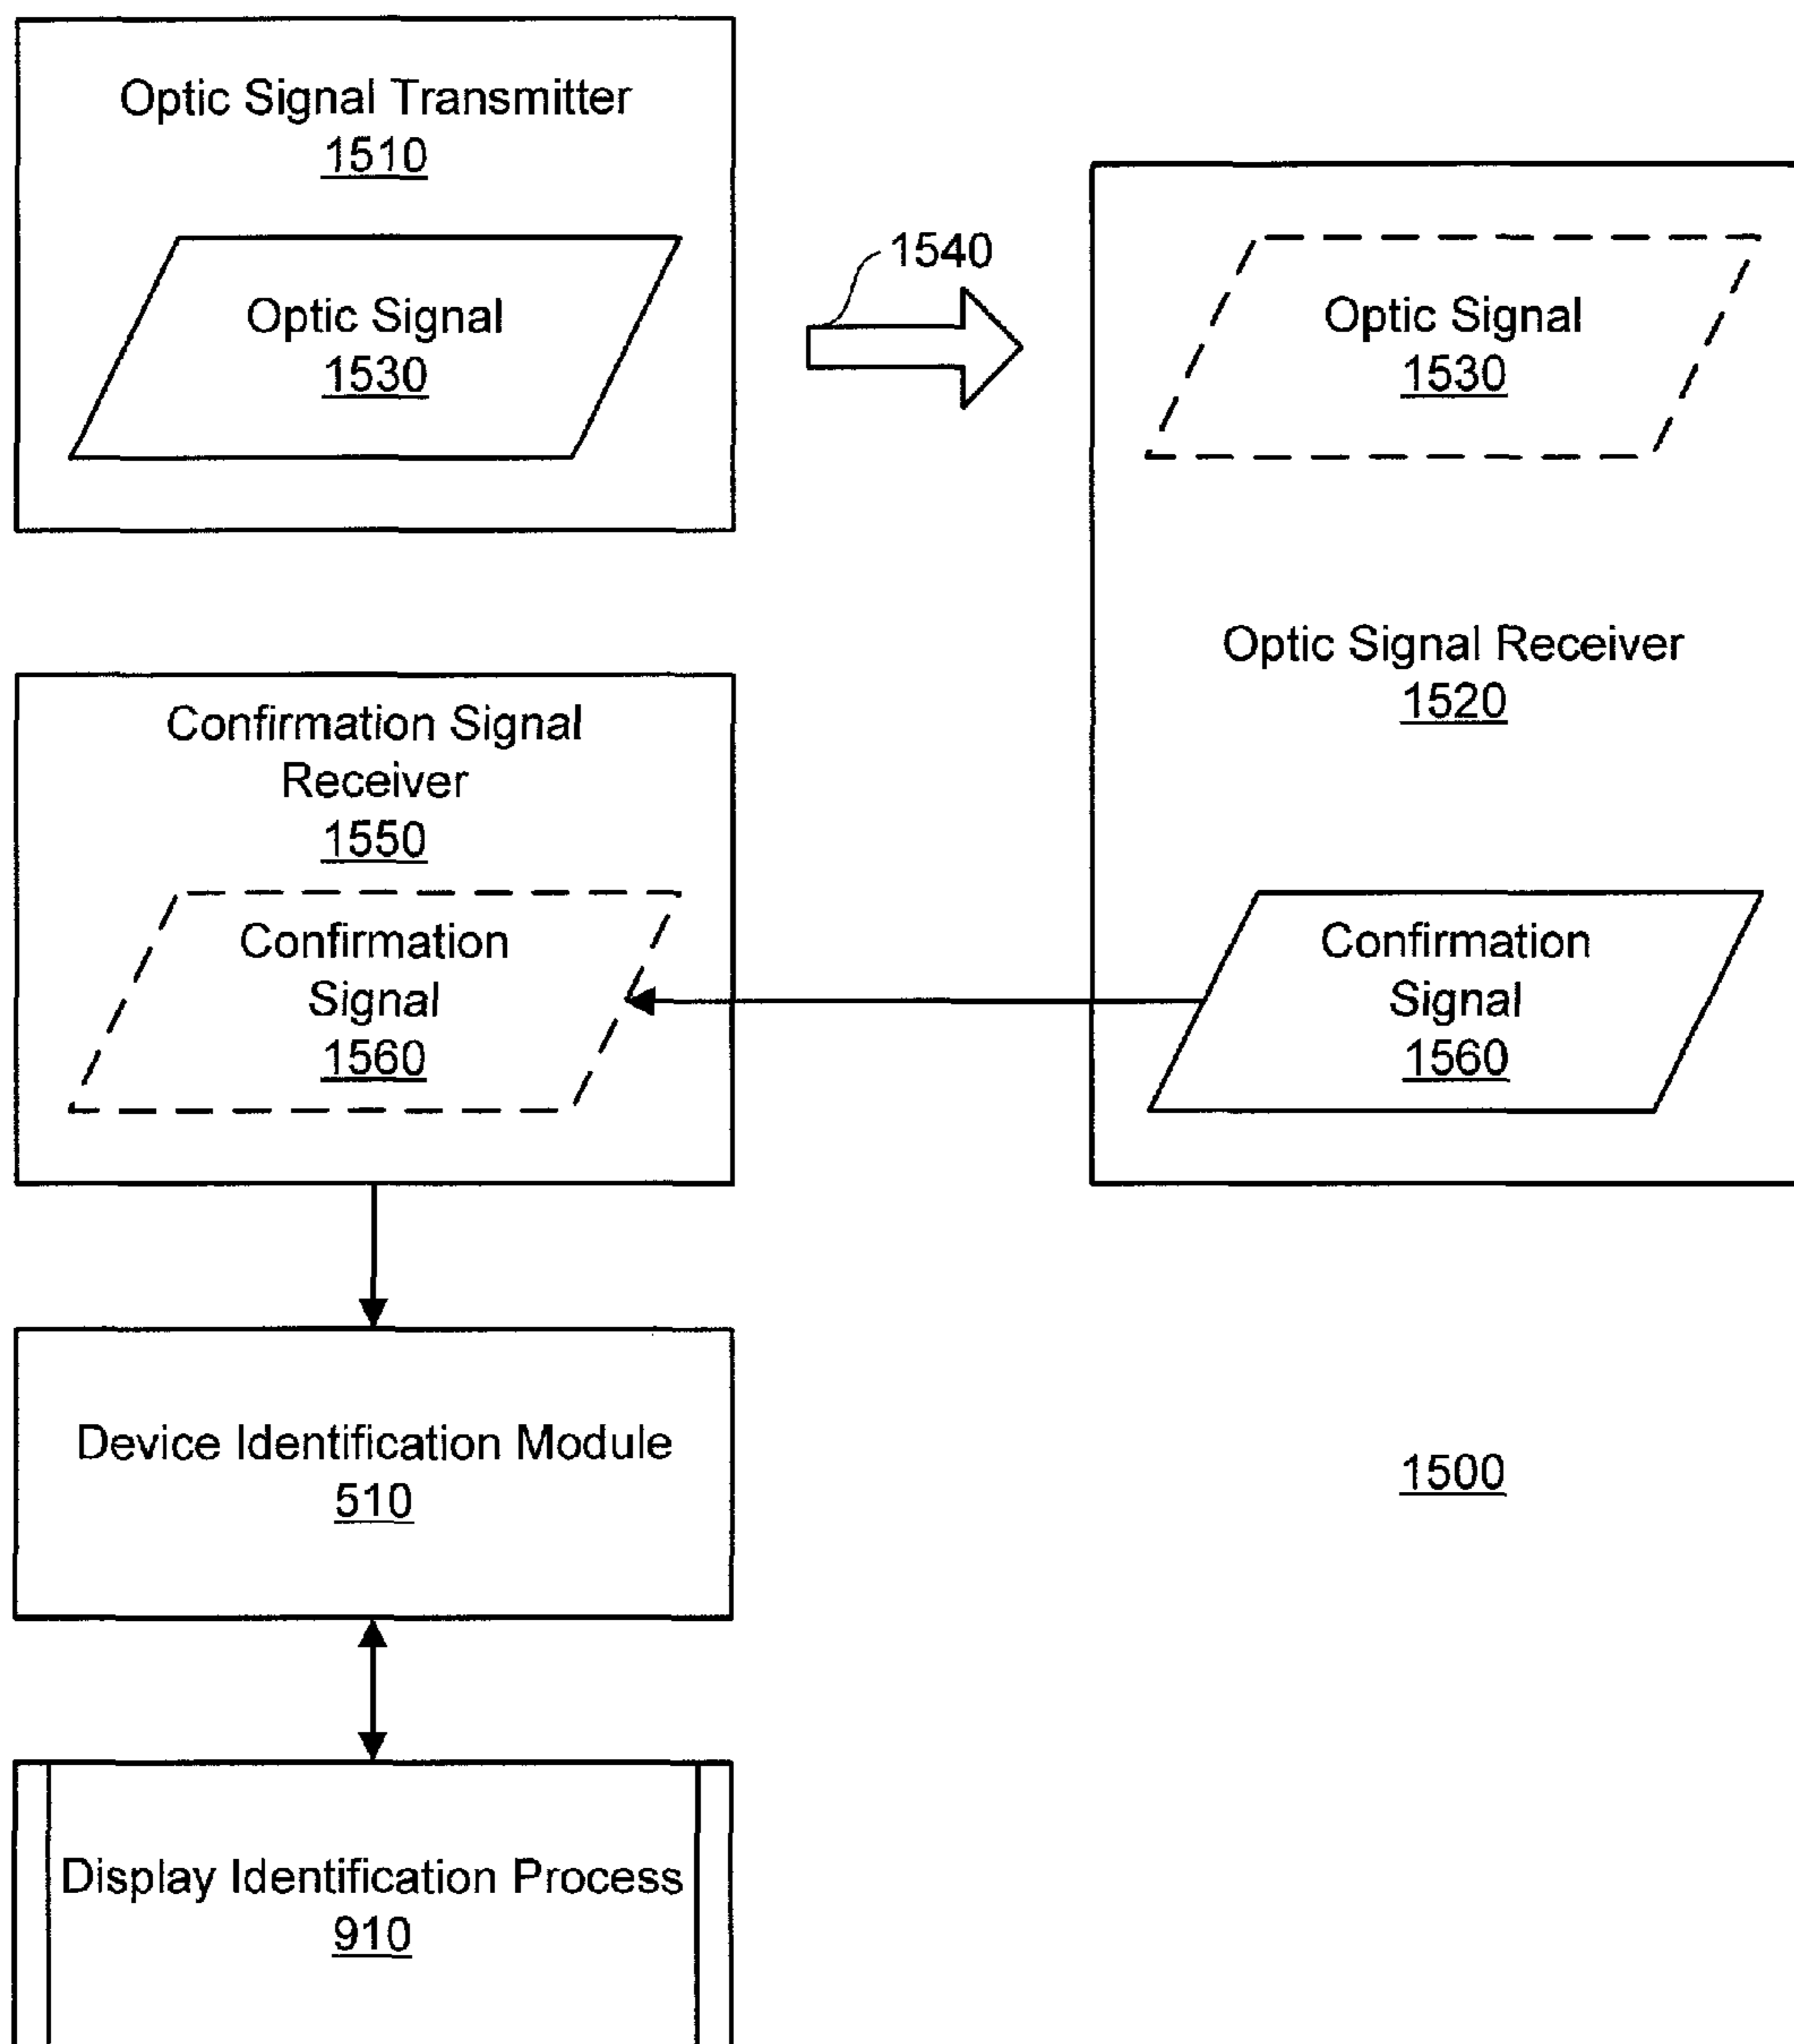 Optic Signal Transmitter
1510
Optic Signal
1530
1540
Optic Signal
1530
Optic Signal Receiver
1520
Confirmation Signal
Receiver
1550
Confirmation
Signal
1560
Confirmation
Signal
1560
Device Identification Module
510
1500
Display Identification Process
910